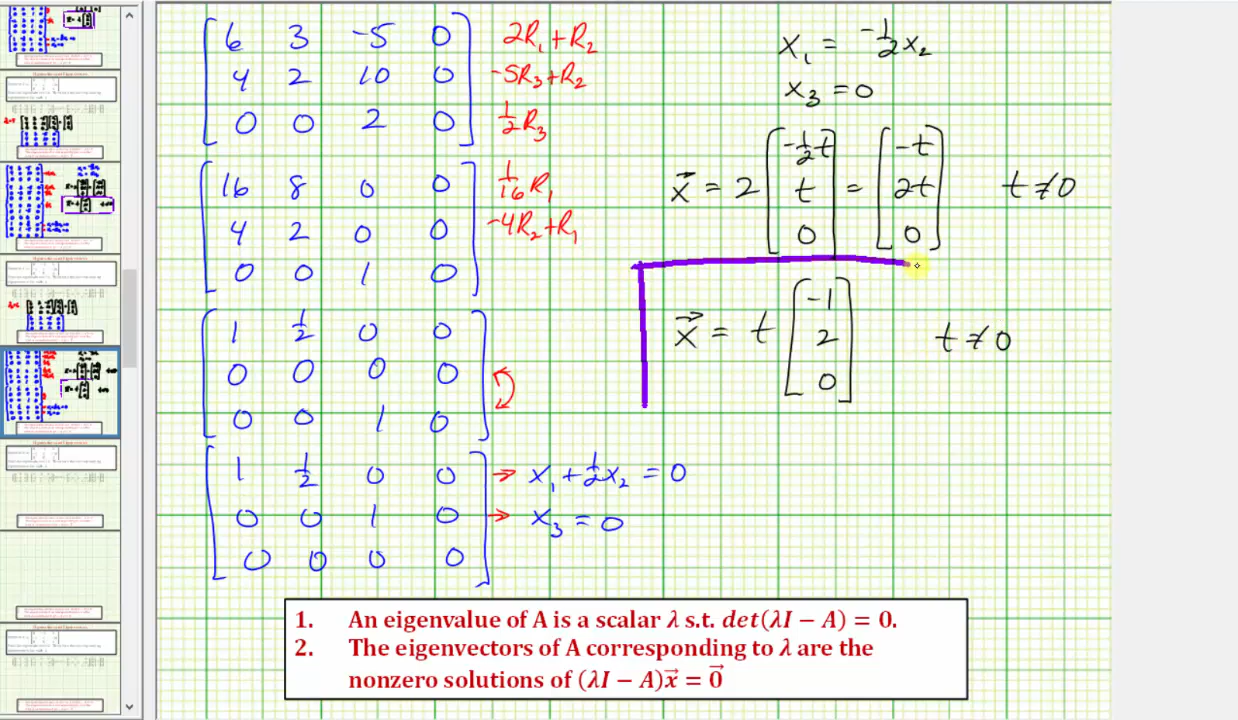 6 3 -5 0 2R₁+R₂
4 2 10 0 -5R₃+R₂
0 0 2 0 1/2R₃
16 8 0 0 1/16R₁
4 2 0 0 -4R₂+R₁
0 0 1 0
1 1/2 0 0
0 0 0 0
0 0 1 0
1 1/2 0 0 → x₁+1/2x₂ = 0
0 0 1 0 → x₃ = 0
0 0 0 0
x₁ = -1/2x₂
x₃ = 0
x⃗ = 2 [-1/2t t 0] = [-t 2t 0] t≠0
x⃗ = t [-1 2 0] t≠0
1. An eigenvalue of A is a scalar λ s.t. det(λI − A) = 0.
2. The eigenvectors of A corresponding to λ are the
nonzero solutions of (λI − A)x⃗ = 0⃗